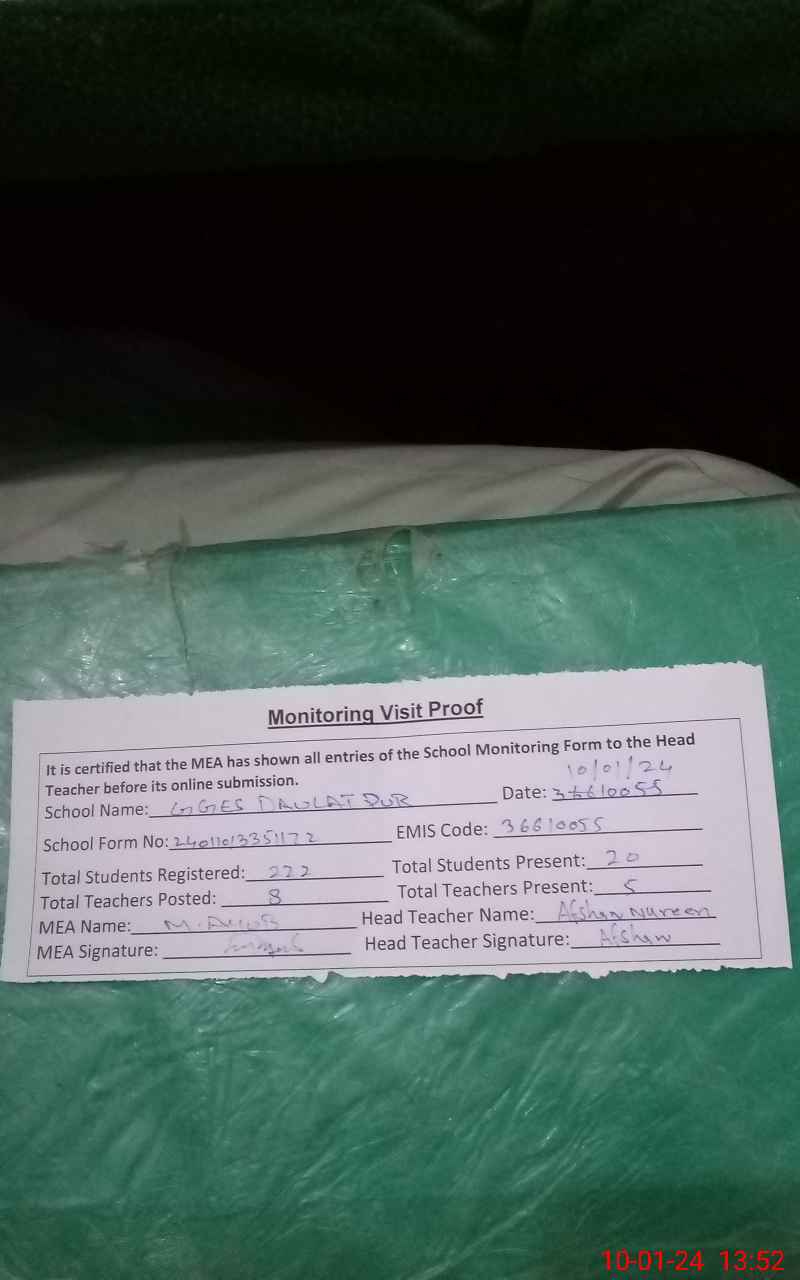 Monitoring Visit Proof
It is certified that the MEA has shown all entries of the School Monitoring Form to the Head
Teacher before its online submission.
10/01/24
School Name: GGES DAULAT PUR Date: 36610055
School Form No: EMIS Code: 36610055
Total Students Registered: 222 Total Students Present: 20
Total Teachers Posted: 8 Total Teachers Present: 5
MEA Name: M. Head Teacher Name: Afshan Nureen
MEA Signature: Head Teacher Signature: Afshan
10-01-24 13:52